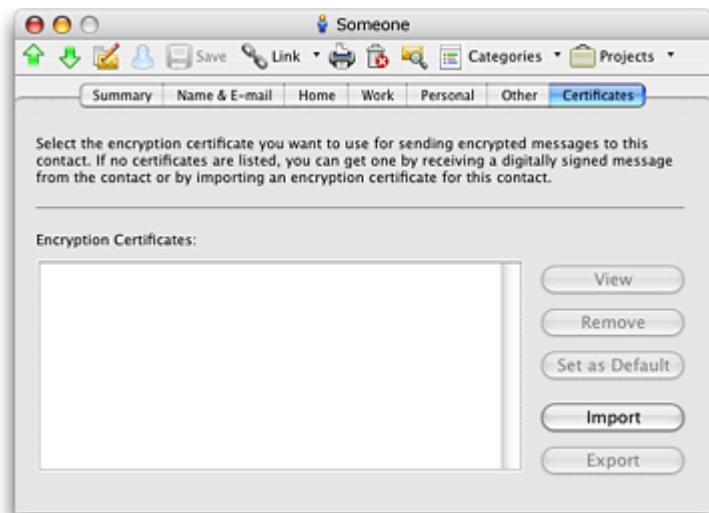 Someone
Save Link Categories Projects
Summary Name & E-mail Home Work Personal Other Certificates
Select the encryption certificate you want to use for sending encrypted messages to this
contact. If no certificates are listed, you can get one by receiving a digitally signed message
from the contact or by importing an encryption certificate for this contact.
Encryption Certificates:
View
Remove
Set as Default
Import
Export